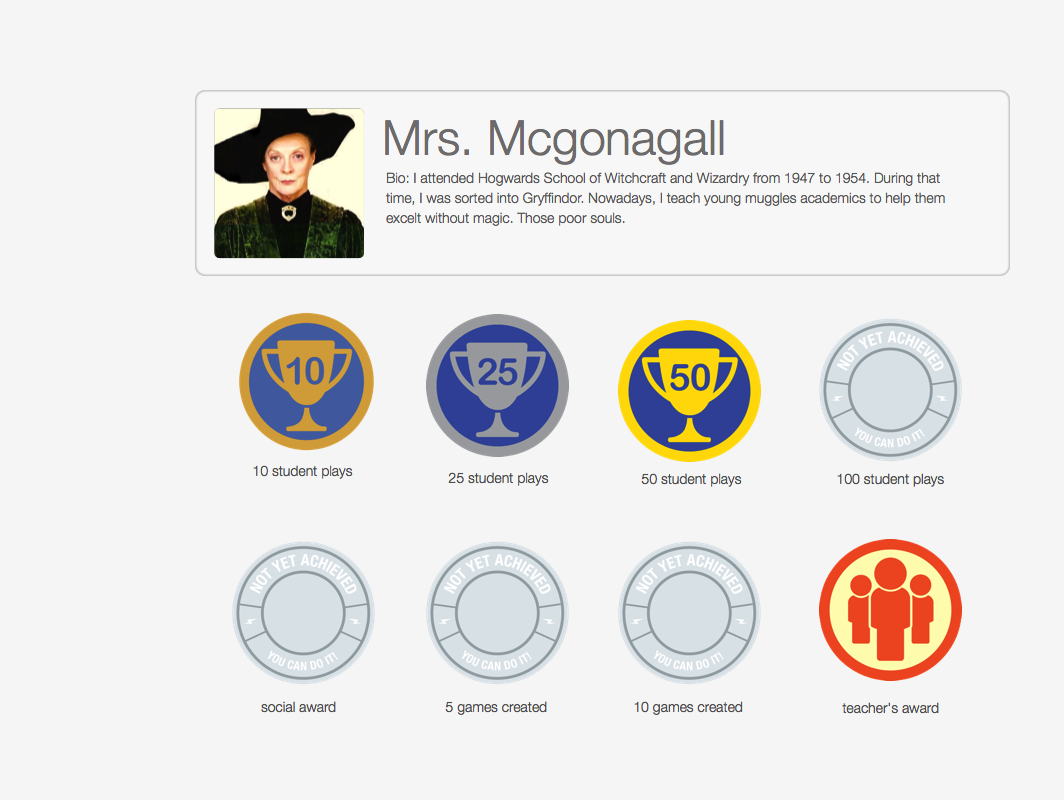 Mrs. Mcgonagall
Bio: I attended Hogwards School of Witchcraft and Wizardry from 1947 to 1954. During that
time, I was sorted into Gryffindor. Nowadays, I teach young muggles academics to help them
excelt without magic. Those poor souls.
10
25
50
NOT YET ACHIEVED
YOU CAN DO IT!
10 student plays
25 student plays
50 student plays
100 student plays
NOT YET ACHIEVED
YOU CAN DO IT!
NOT YET ACHIEVED
YOU CAN DO IT!
NOT YET ACHIEVED
YOU CAN DO IT!
social award
5 games created
10 games created
teacher's award